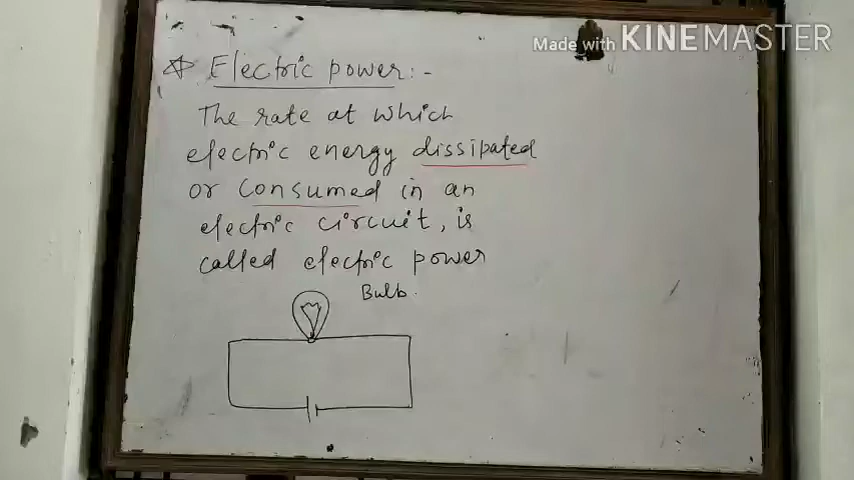 Made with KINEMASTER
* Electric power:-
The rate at which
electric energy dissipated
or consumed in an
electric circuit, is
called electric power
Bulb.